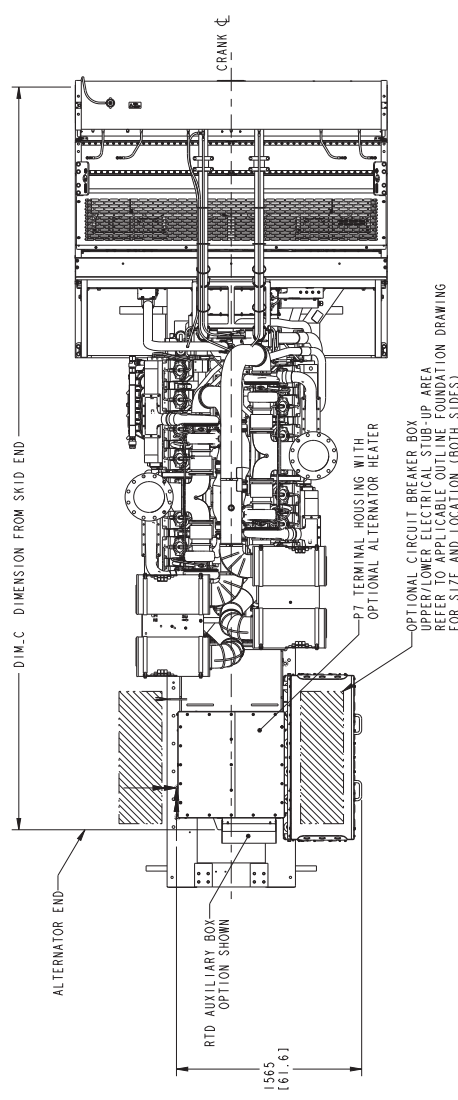 DIM_C DIMENSION FROM SKID END
CRANK ℄
ALTERNATOR END
RTD AUXILIARY BOX
OPTION SHOWN
P7 TERMINAL HOUSING WITH
OPTIONAL ALTERNATOR HEATER
OPTIONAL CIRCUIT BREAKER BOX
UPPER/LOWER ELECTRICAL STUB-UP AREA
REFER TO APPLICABLE OUTLINE FOUNDATION DRAWING
FOR SIZE AND LOCATION (BOTH SIDES)
1565
[61.6]